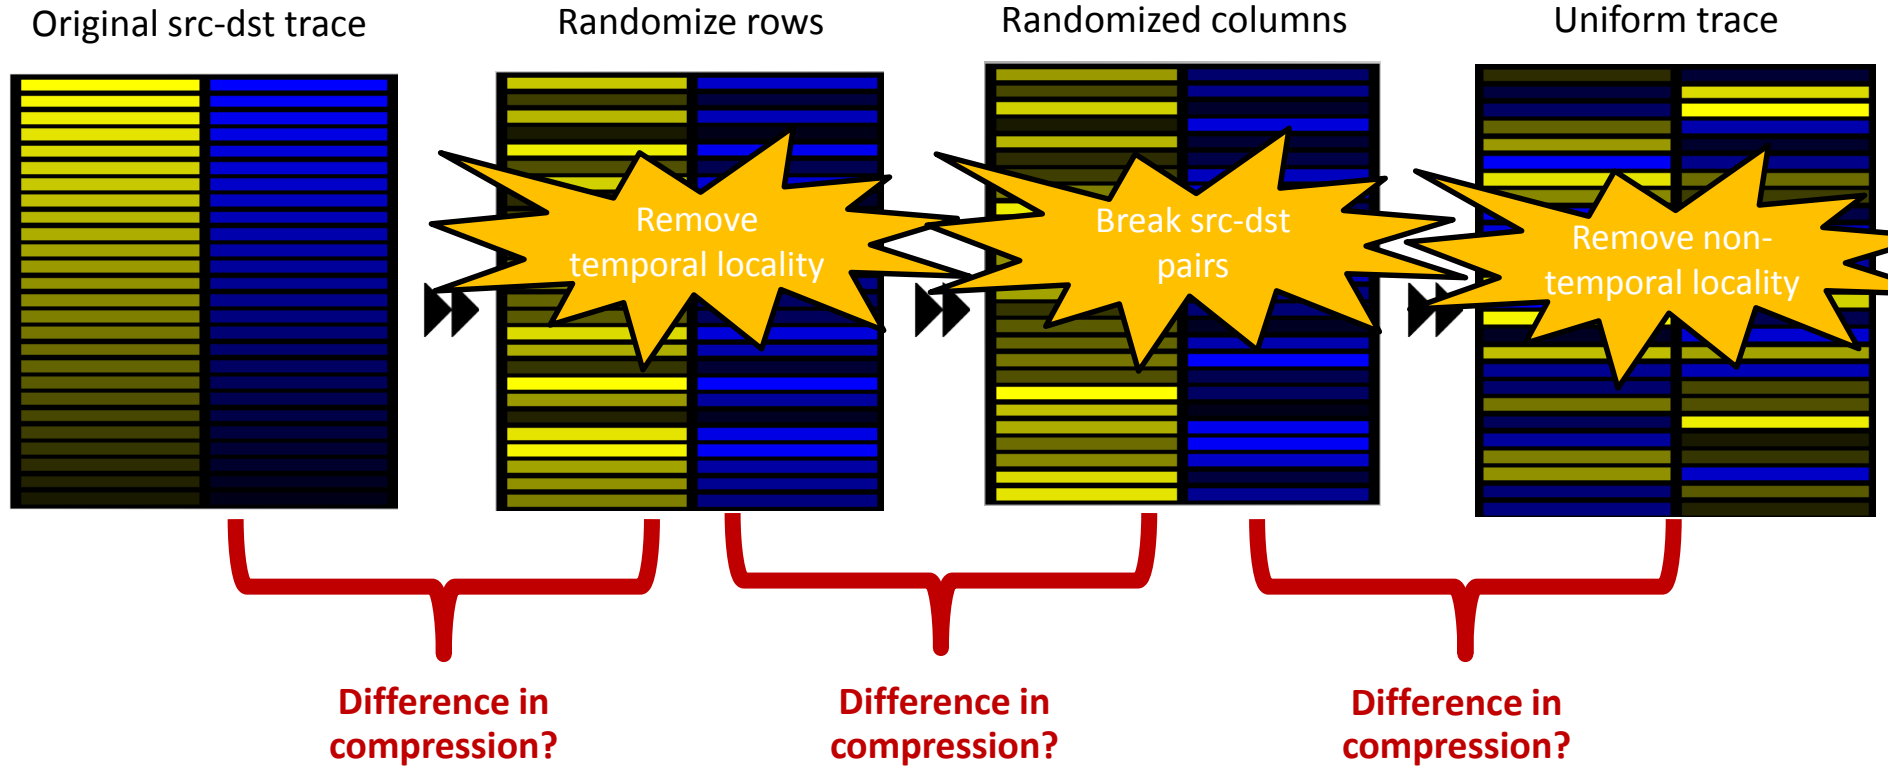 Original src-dst trace
Randomize rows
Randomized columns
Uniform trace
Remove
temporal locality
Break src-dst
pairs
Remove non-
temporal locality
Difference in
compression?
Difference in
compression?
Difference in
compression?